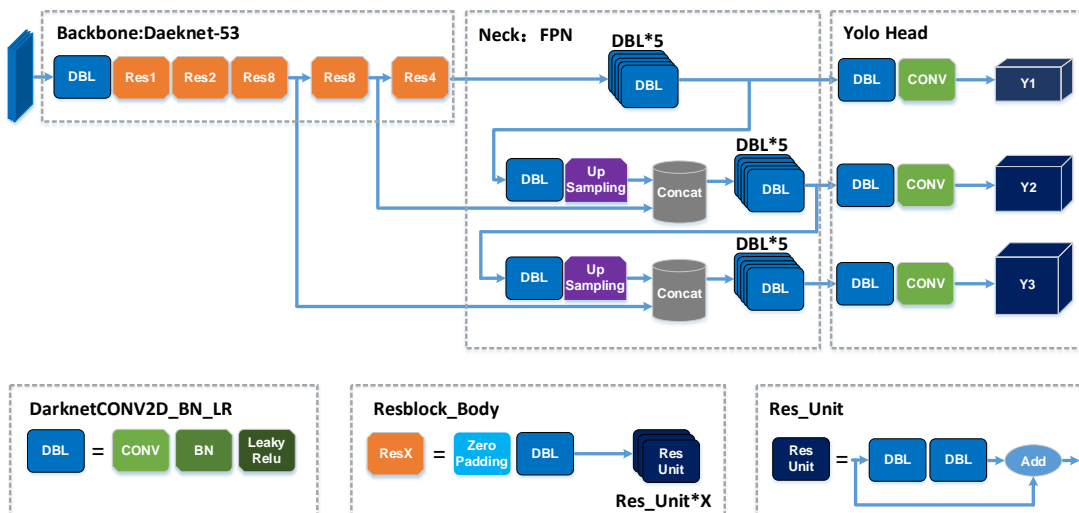 Backbone:Daeknet-53
DBL
Res1
Res2
Res8
Res8
Res4
Neck：FPN
DBL*5
DBL
DBL
Up
Sampling
Concat
DBL*5
DBL
DBL
Up
Sampling
Concat
DBL*5
DBL
Yolo Head
DBL
CONV
Y1
DBL
CONV
Y2
DBL
CONV
Y3
DarknetCONV2D_BN_LR
DBL
=
CONV
BN
Leaky
Relu
Resblock_Body
ResX
=
Zero
Padding
DBL
Res
Unit
Res_Unit*X
Res_Unit
Res
Unit
=
DBL
DBL
Add